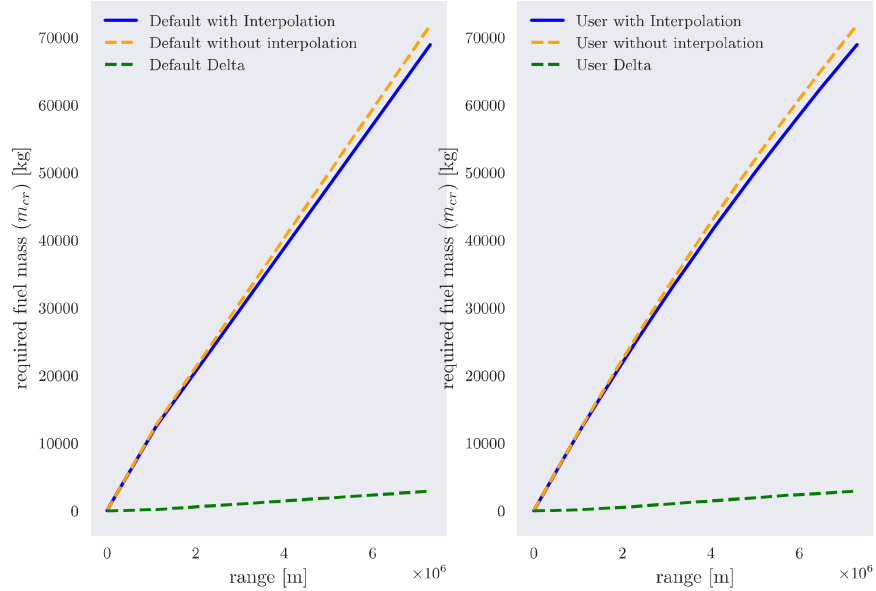 Default with Interpolation
Default without interpolation
Default Delta
70000
60000
50000
40000
30000
20000
10000
0
required fuel mass (m_{cr}) [kg]
0 2 4 6
×10^6
range [m]
User with Interpolation
User without interpolation
User Delta
70000
60000
50000
40000
30000
20000
10000
0
required fuel mass (m_{cr}) [kg]
0 2 4 6
×10^6
range [m]